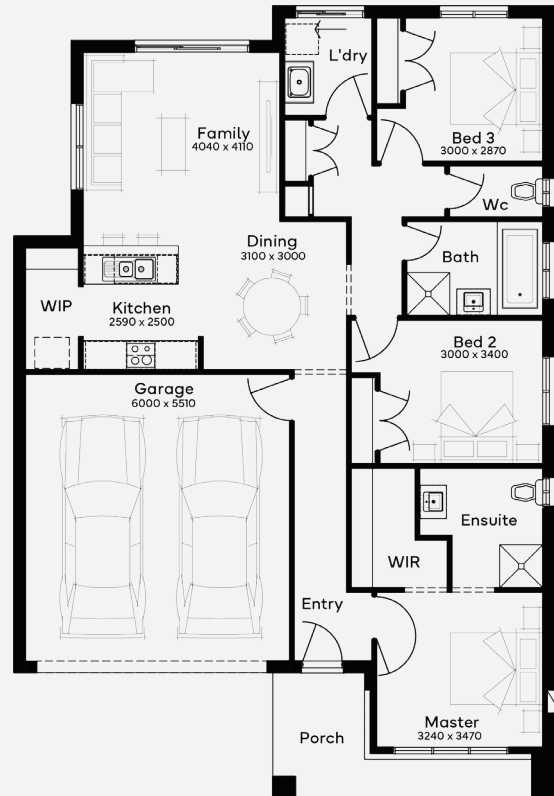 L'dry
Bed 3
3000 x 2870
Family
4040 x 4110
Wc
Dining
3100 x 3000
Bath
WIP
Kitchen
2590 x 2500
Bed 2
3000 x 3400
Garage
6000 x 5510
Ensuite
WIR
Entry
Master
3240 x 3470
Porch